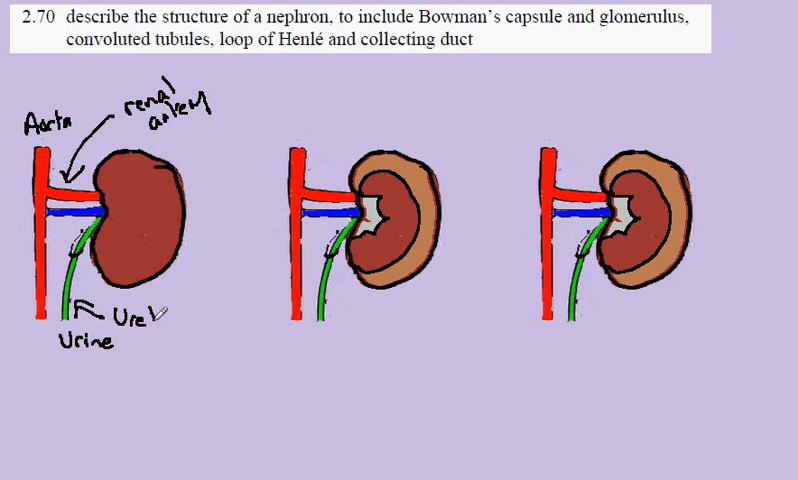 2.70 describe the structure of a nephron, to include Bowman's capsule and glomerulus,
convoluted tubules, loop of Henlé and collecting duct
renal
Aorta
Urine